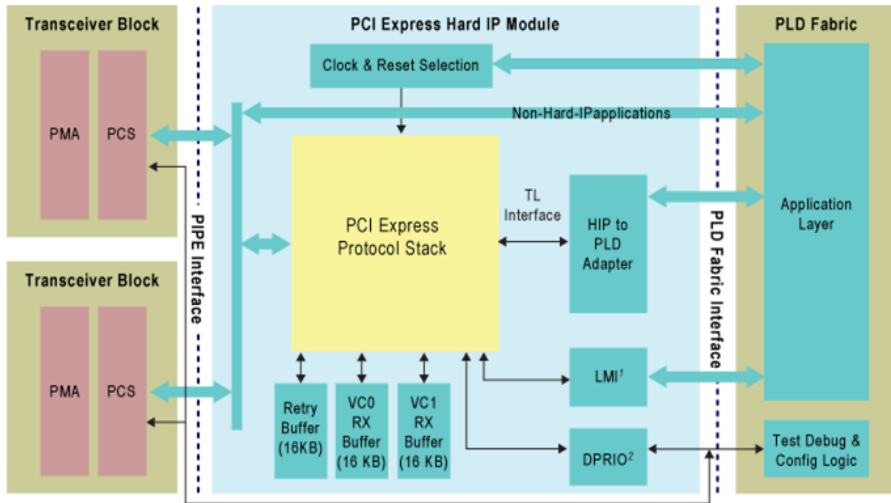 Transceiver Block
PCI Express Hard IP Module
PLD Fabric
Clock & Reset Selection
Non-Hard-IPapplications
PMA
PCS
PCI Express
Protocol Stack
TL
Interface
HIP to
PLD
Adapter
Application
Layer
PIPE Interface
PLD Fabric Interface
Transceiver Block
PMA
PCS
Retry
Buffer
(16KB)
VC0
RX
Buffer
(16 KB)
VC1
RX
Buffer
(16 KB)
LMI¹
DPRIO²
Test Debug &
Config Logic